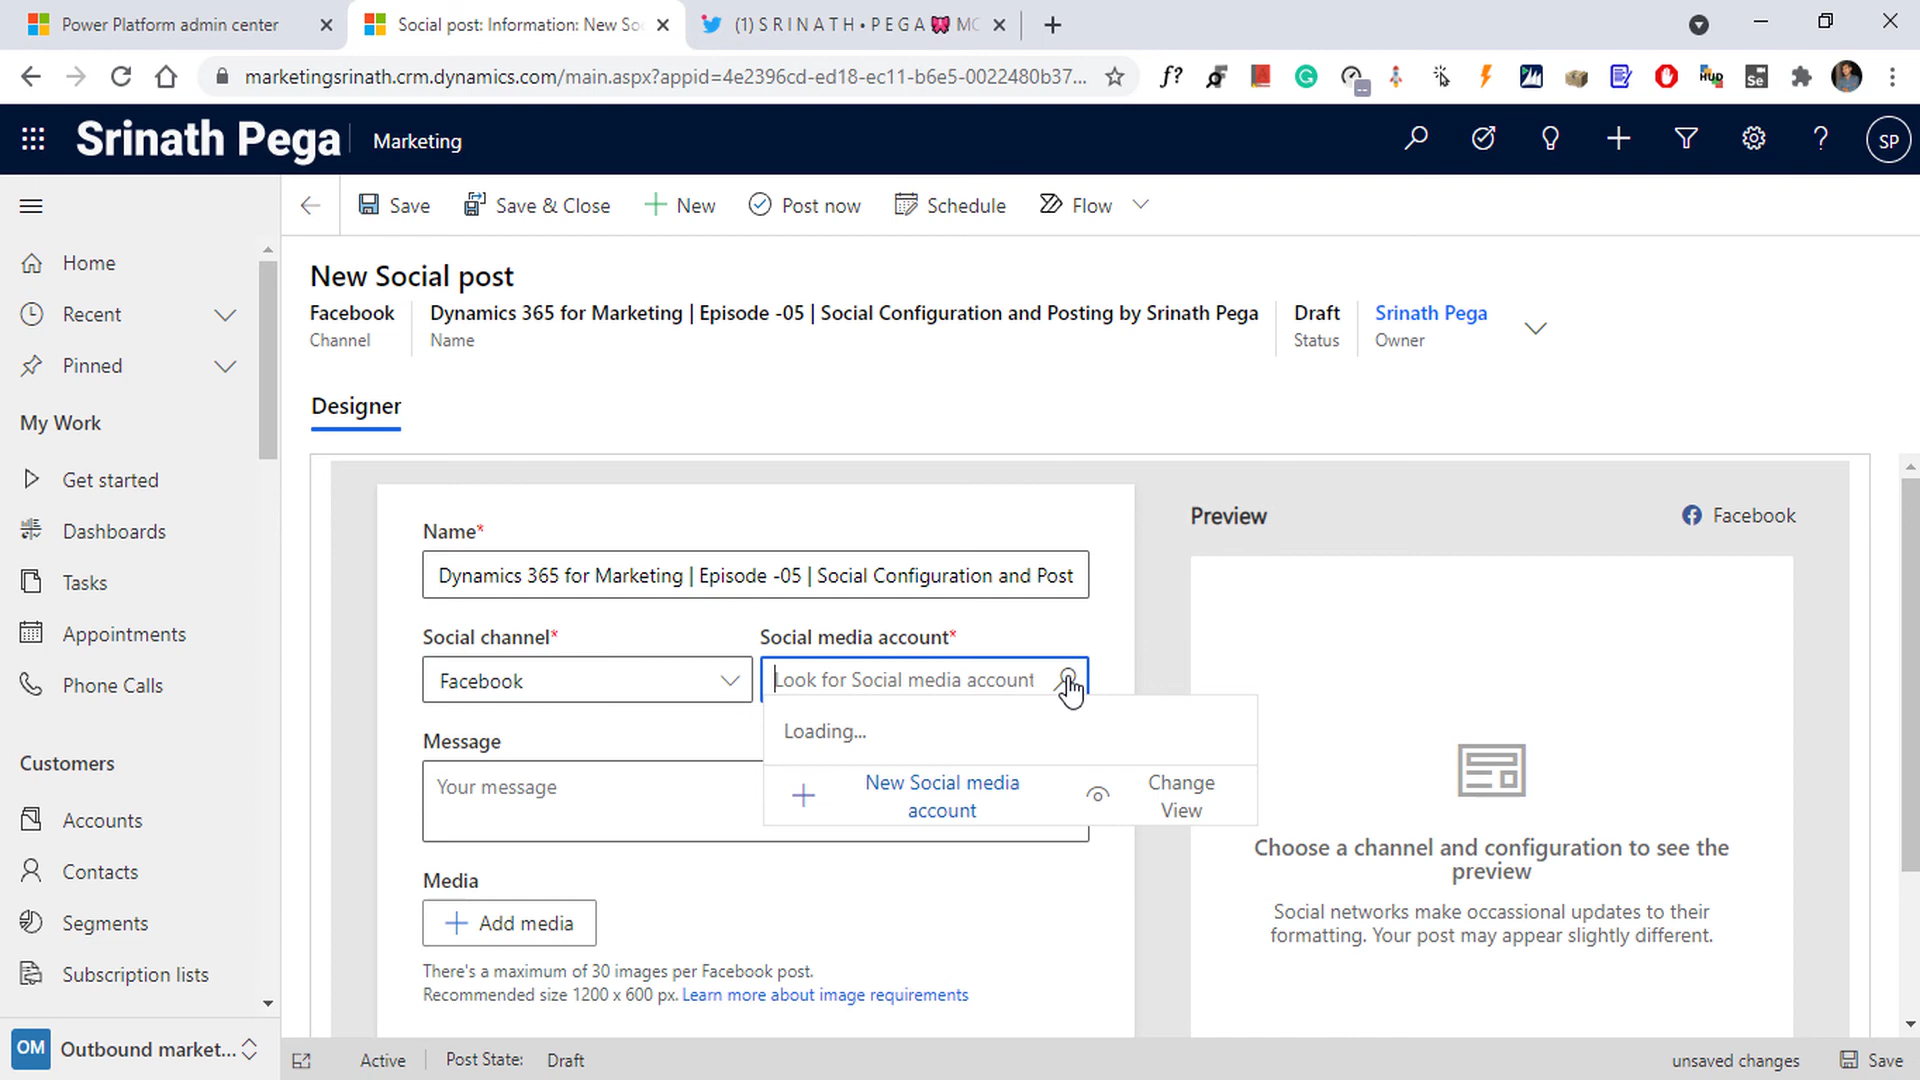 Power Platform admin center
Social post: Information: New So
(1) S R I N A T H • P E G A 🎀 MC
marketingsrinath.crm.dynamics.com/main.aspx?appid=4e2396cd-ed18-ec11-b6e5-0022480b37...
Srinath Pega
Marketing
SP
Save
Save & Close
New
Post now
Schedule
Flow
Home
Recent
Pinned
My Work
Get started
Dashboards
Tasks
Appointments
Phone Calls
Customers
Accounts
Contacts
Segments
Subscription lists
OM Outbound market...
New Social post
Facebook
Channel
Dynamics 365 for Marketing | Episode -05 | Social Configuration and Posting by Srinath Pega
Name
Draft
Status
Srinath Pega
Owner
Designer
Name*
Dynamics 365 for Marketing | Episode -05 | Social Configuration and Post
Social channel*
Facebook
Social media account*
Look for Social media account
Loading...
New Social media
account
Change
View
Message
Your message
Media
Add media
There's a maximum of 30 images per Facebook post.
Recommended size 1200 x 600 px. Learn more about image requirements
Preview
Facebook
Choose a channel and configuration to see the
preview
Social networks make occassional updates to their
formatting. Your post may appear slightly different.
Active
Post State:
Draft
unsaved changes
Save